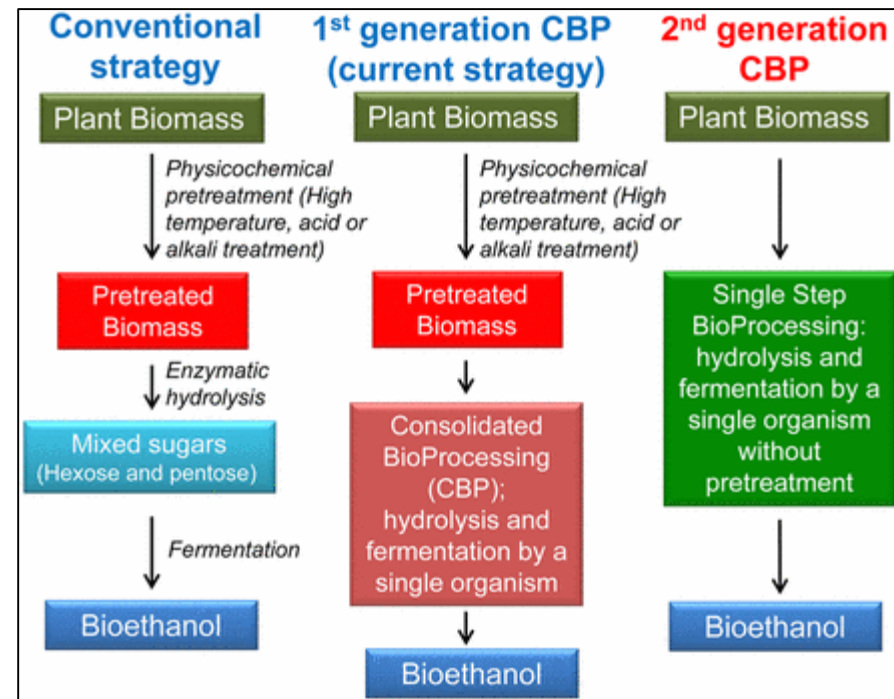 Conventional
strategy
Plant Biomass
Physicochemical
pretreatment (High
temperature, acid or
alkali treatment)
Pretreated
Biomass
Enzymatic
hydrolysis
Mixed sugars
(Hexose and pentose)
Fermentation
Bioethanol
1st generation CBP
(current strategy)
Plant Biomass
Physicochemical
pretreatment (High
temperature, acid or
alkali treatment)
Pretreated
Biomass
Consolidated
BioProcessing
(CBP);
hydrolysis and
fermentation by a
single organism
Bioethanol
2nd generation
CBP
Plant Biomass
Single Step
BioProcessing:
hydrolysis and
fermentation by a
single organism
without
pretreatment
Bioethanol